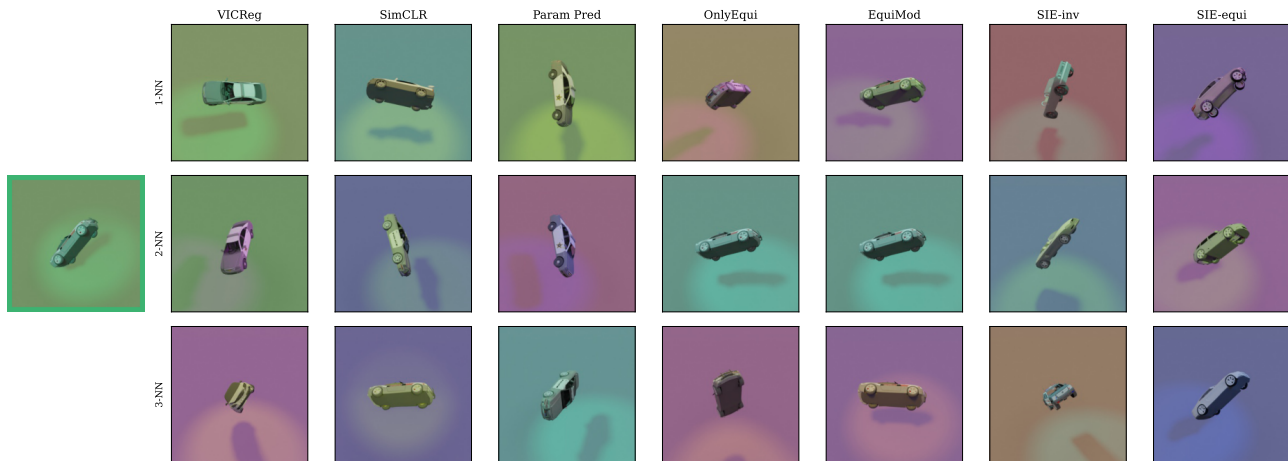 VICReg SimCLR Param Pred OnlyEqui EquiMod SIE-inv SIE-equi
1-NN
2-NN
3-NN